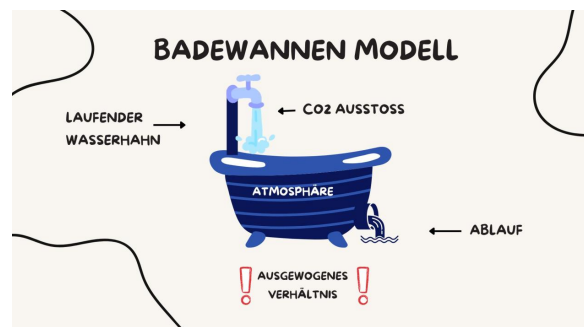 BADEWANNEN MODELL
LAUFENDER
WASSERHAHN
CO2 AUSSTOSS
ATMOSPHÄRE
ABLAUF
AUSGEWOGENES
VERHÄLTNIS